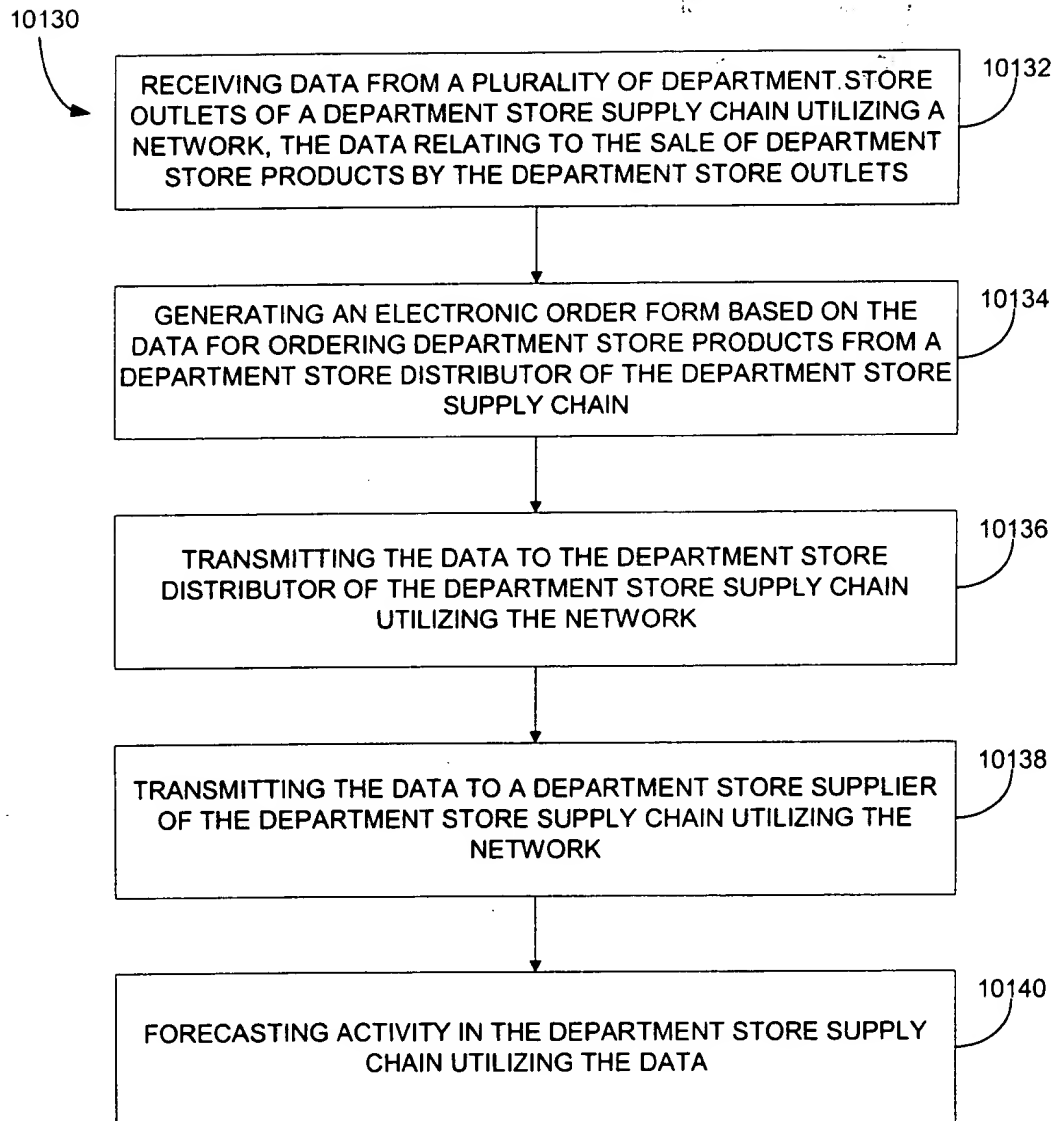 10130
RECEIVING DATA FROM A PLURALITY OF DEPARTMENT STORE
OUTLETS OF A DEPARTMENT STORE SUPPLY CHAIN UTILIZING A
NETWORK, THE DATA RELATING TO THE SALE OF DEPARTMENT
STORE PRODUCTS BY THE DEPARTMENT STORE OUTLETS
10132
GENERATING AN ELECTRONIC ORDER FORM BASED ON THE
DATA FOR ORDERING DEPARTMENT STORE PRODUCTS FROM A
DEPARTMENT STORE DISTRIBUTOR OF THE DEPARTMENT STORE
SUPPLY CHAIN
10134
TRANSMITTING THE DATA TO THE DEPARTMENT STORE
DISTRIBUTOR OF THE DEPARTMENT STORE SUPPLY CHAIN
UTILIZING THE NETWORK
10136
TRANSMITTING THE DATA TO A DEPARTMENT STORE SUPPLIER
OF THE DEPARTMENT STORE SUPPLY CHAIN UTILIZING THE
NETWORK
10138
FORECASTING ACTIVITY IN THE DEPARTMENT STORE SUPPLY
CHAIN UTILIZING THE DATA
10140